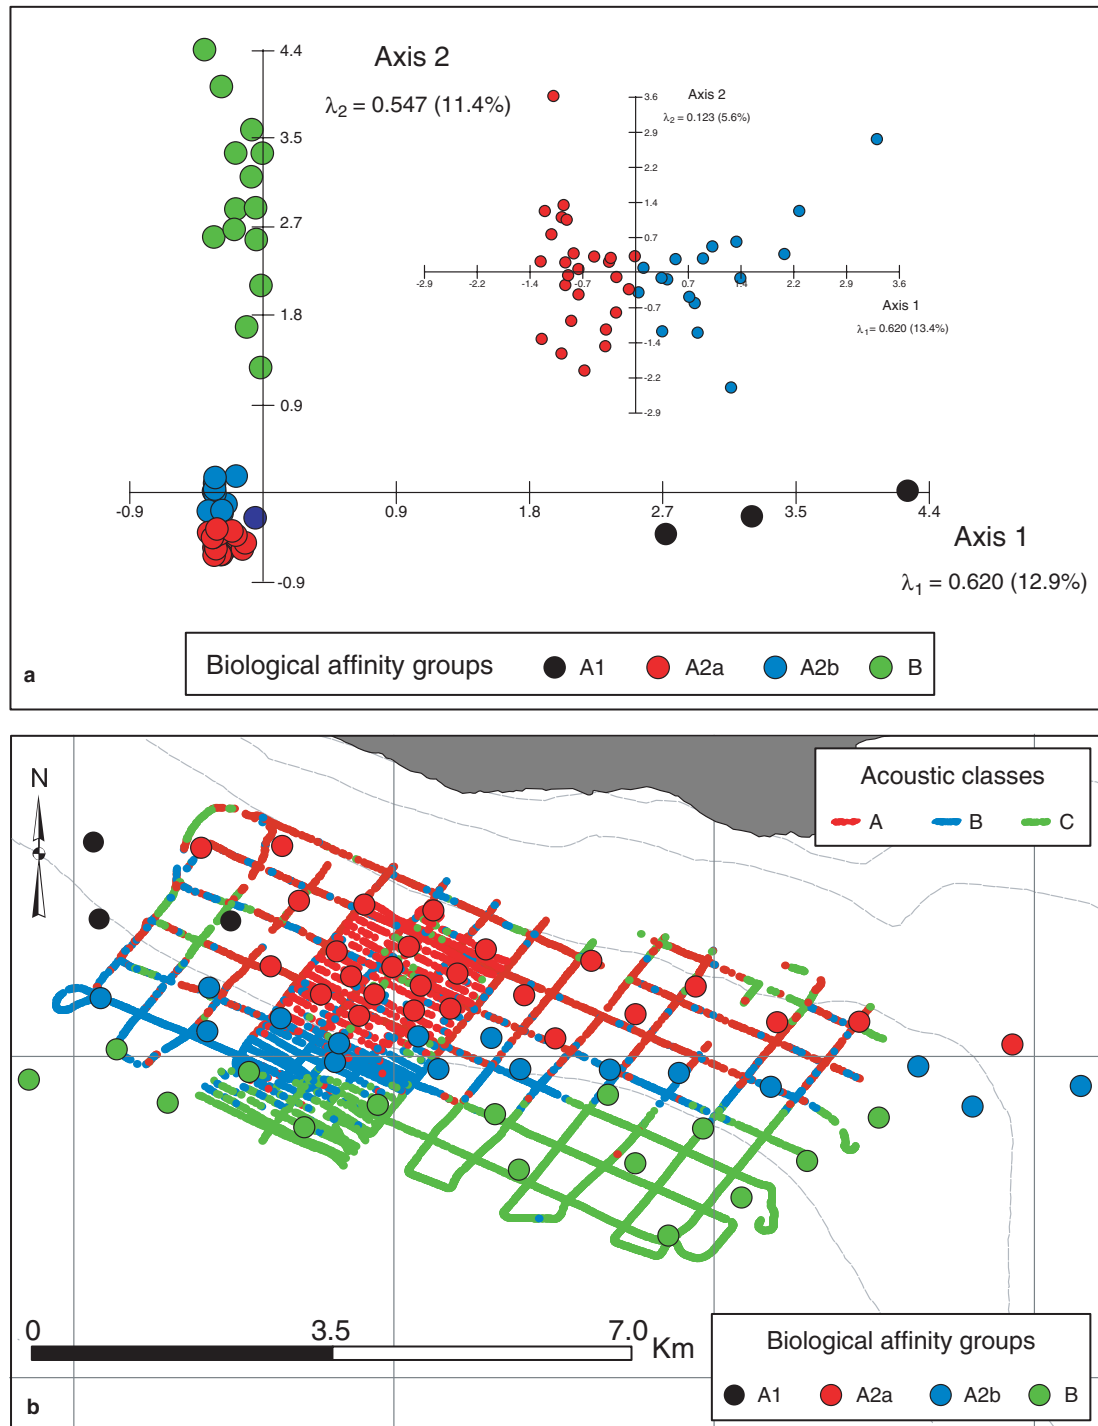 4.4
Axis 2
λ2 = 0.547 (11.4%)
3.5
2.7
1.8
0.9
-0.9
-0.9 0.9 1.8 2.7 3.5 4.4
Axis 1
λ1 = 0.620 (12.9%)
3.6
Axis 2
λ2 = 0.123 (5.6%)
2.9
2.2
1.4
0.7
-2.9 -2.2 -1.4 -0.7 0.7 1.4 2.2 2.9 3.6
-0.7
Axis 1
λ1 = 0.620 (13.4%)
-1.4
-2.2
-2.9
Biological affinity groups A1 A2a A2b B
a
N
Acoustic classes
A B C
0 3.5 7.0 Km
Biological affinity groups
A1 A2a A2b B
b